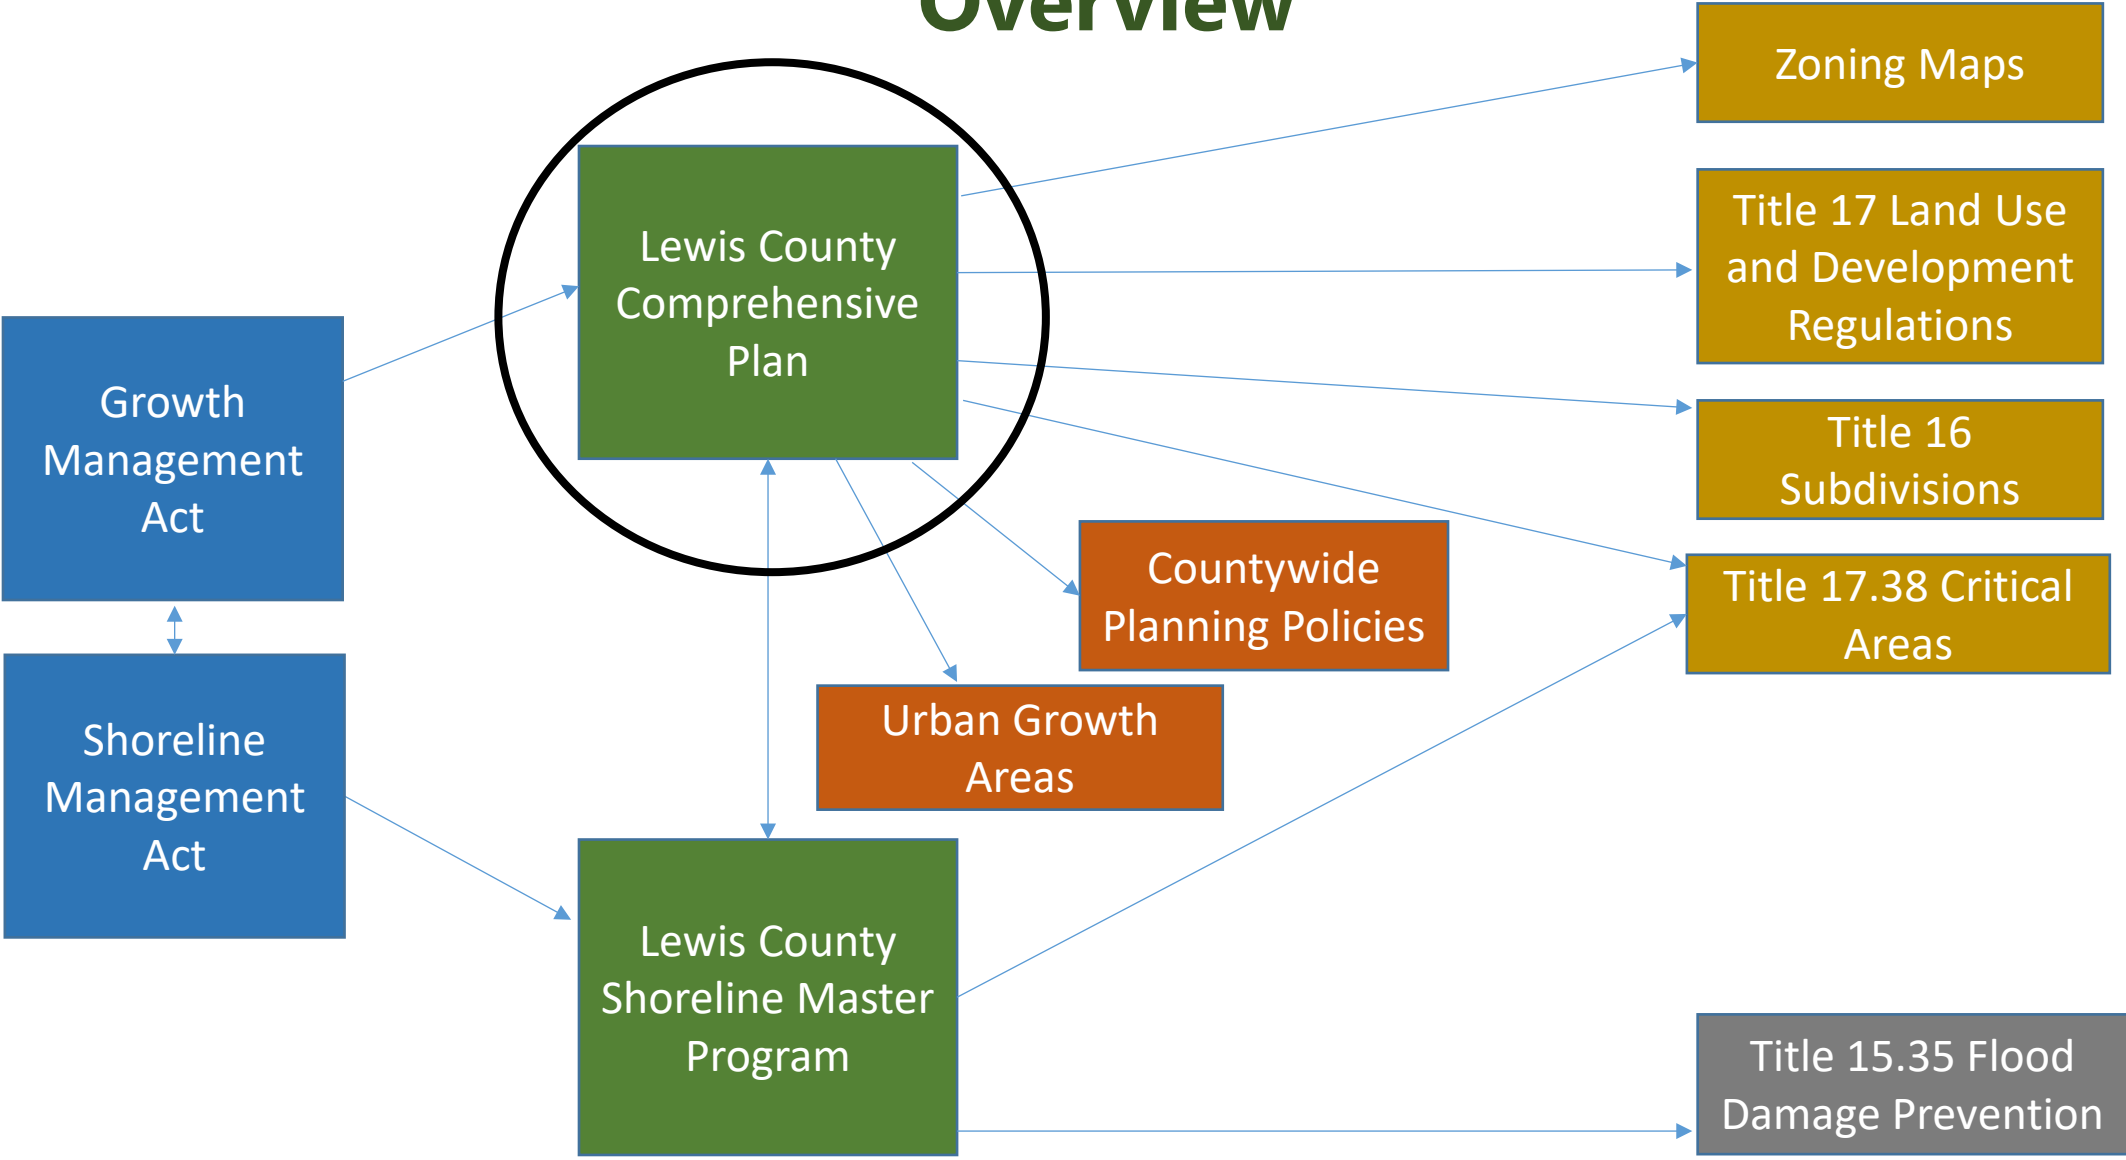 Overview
Zoning Maps
Title 17 Land Use
and Development
Regulations
Lewis County
Comprehensive
Plan
Growth
Management
Act
Title 16
Subdivisions
Countywide
Planning Policies
Title 17.38 Critical
Areas
Urban Growth
Areas
Shoreline
Management
Act
Lewis County
Shoreline Master
Program
Title 15.35 Flood
Damage Prevention